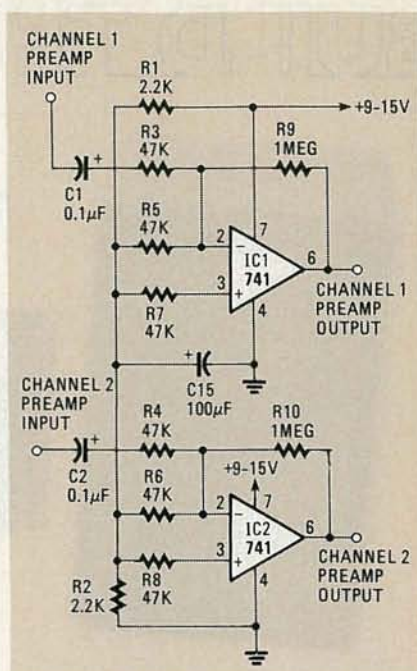 CHANNEL 1
PREAMP
INPUT
R1
2.2K
+9-15V
R3
47K
R9
1MEG
C1
0.1µF
+
R5
47K
2
−
7
IC1
741
6
R7
47K
3
+
4
CHANNEL 1
PREAMP
OUTPUT
+
C15
100µF
CHANNEL 2
PREAMP
INPUT
R4
47K
R10
1MEG
+
C2
0.1µF
R6
47K
+9-15V
2
−
7
IC2
741
6
R8
47K
3
+
4
CHANNEL 2
PREAMP
OUTPUT
R2
2.2K